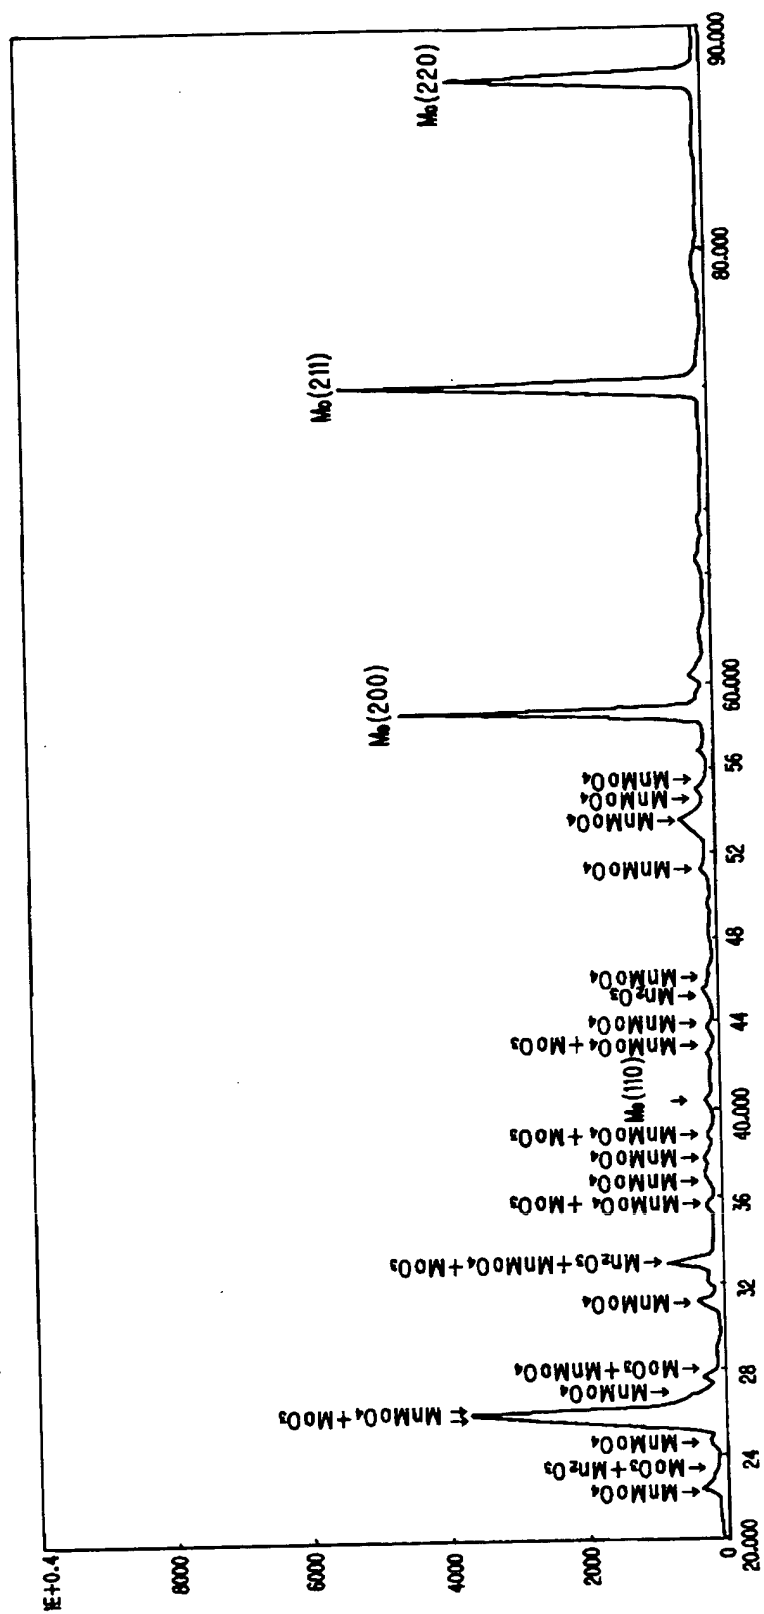 1E+0.4
8000
6000
4000
2000
0
20.000
24
28
32
36
40.000
44
48
52
56
60.000
80.000
90.000
MnMoO₄
MoO₃+Mn₂O₃
MnMoO₄
MnMoO₄+MoO₃
MnMoO₄
MoO₃+MnMoO₄
MnMoO₄
Mn₂O₃+MnMoO₄+MoO₃
MnMoO₄+MoO₃
MnMoO₄
MnMoO₄
MnMoO₄+MoO₃
Mo(110)
MnMoO₄+MoO₃
MnMoO₄
Mn₂O₃
MnMoO₄
MnMoO₄
MnMoO₄
MnMoO₄
MnMoO₄
Mo(200)
Mo(211)
Mo(220)